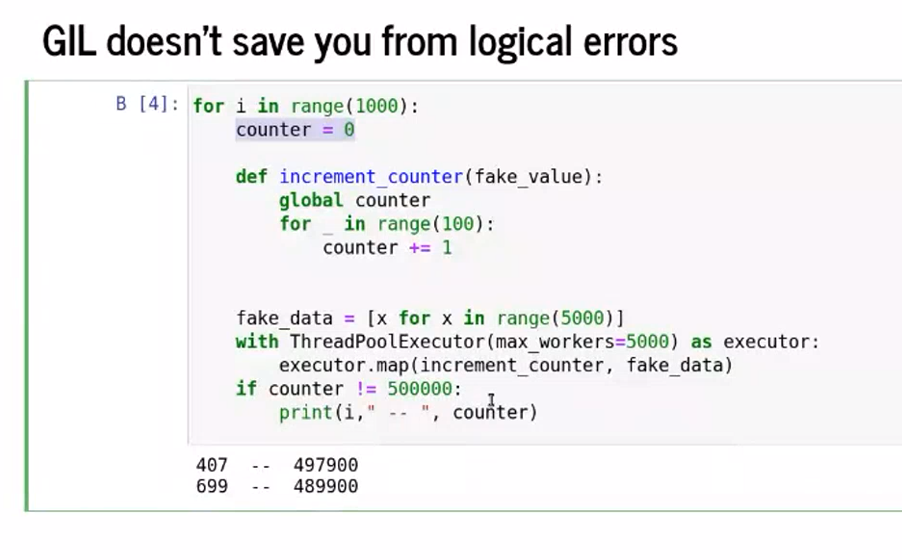 GIL doesn't save you from logical errors
B [4]: for i in range(1000):
    counter = 0
    def increment_counter(fake_value):
        global counter
        for _ in range(100):
            counter += 1
    fake_data = [x for x in range(5000)]
    with ThreadPoolExecutor(max_workers=5000) as executor:
        executor.map(increment_counter, fake_data)
    if counter != 500000:
        print(i," -- ", counter)
407  --  497900
699  --  489900